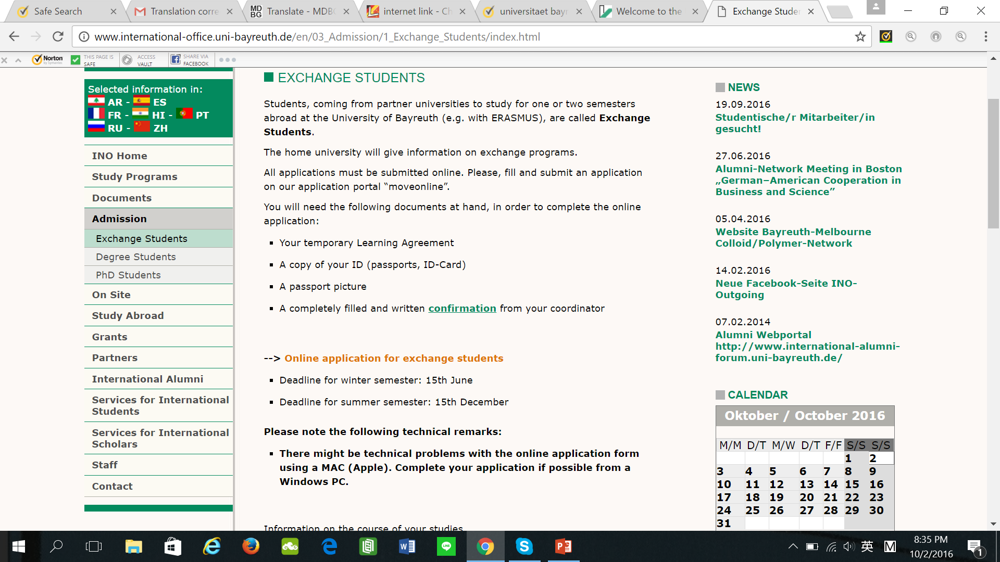 Safe Search
Translation corre
Translate - MDBG
internet link - Ch
universitaet bayr
Welcome to the
Exchange Studen
www.international-office.uni-bayreuth.de/en/03_Admission/1_Exchange_Students/index.html
Norton
by Symantec
THIS PAGE IS
SAFE
ACCESS
VAULT
SHARE VIA
FACEBOOK
Selected information in:
AR - ES
FR - HI - PT
RU - ZH
INO Home
Study Programs
Documents
Admission
Exchange Students
Degree Students
PhD Students
On Site
Study Abroad
Grants
Partners
International Alumni
Services for International
Students
Services for International
Scholars
Staff
Contact
EXCHANGE STUDENTS
Students, coming from partner universities to study for one or two semesters
abroad at the University of Bayreuth (e.g. with ERASMUS), are called Exchange
Students.
The home university will give information on exchange programs.
All applications must be submitted online. Please, fill and submit an application
on our application portal “moveonline”.
You will need the following documents at hand, in order to complete the online
application:
Your temporary Learning Agreement
A copy of your ID (passports, ID-Card)
A passport picture
A completely filled and written confirmation from your coordinator
--> Online application for exchange students
Deadline for winter semester: 15th June
Deadline for summer semester: 15th December
Please note the following technical remarks:
There might be technical problems with the online application form
using a MAC (Apple). Complete your application if possible from a
Windows PC.
Information on the course of your studies
NEWS
19.09.2016
Studentische/r Mitarbeiter/in
gesucht!
27.06.2016
Alumni-Network Meeting in Boston
„German–American Cooperation in
Business and Science”
05.04.2016
Website Bayreuth-Melbourne
Colloid/Polymer-Network
14.02.2016
Neue Facebook-Seite INO-
Outgoing
07.02.2014
Alumni Webportal
http://www.international-alumni-
forum.uni-bayreuth.de/
CALENDAR
Oktober / October 2016
M/M D/T M/W D/T F/F S/S S/S
1 2
3 4 5 6 7 8 9
10 11 12 13 14 15 16
17 18 19 20 21 22 23
24 25 26 27 28 29 30
31
英 M
8:35 PM
10/2/2016
1